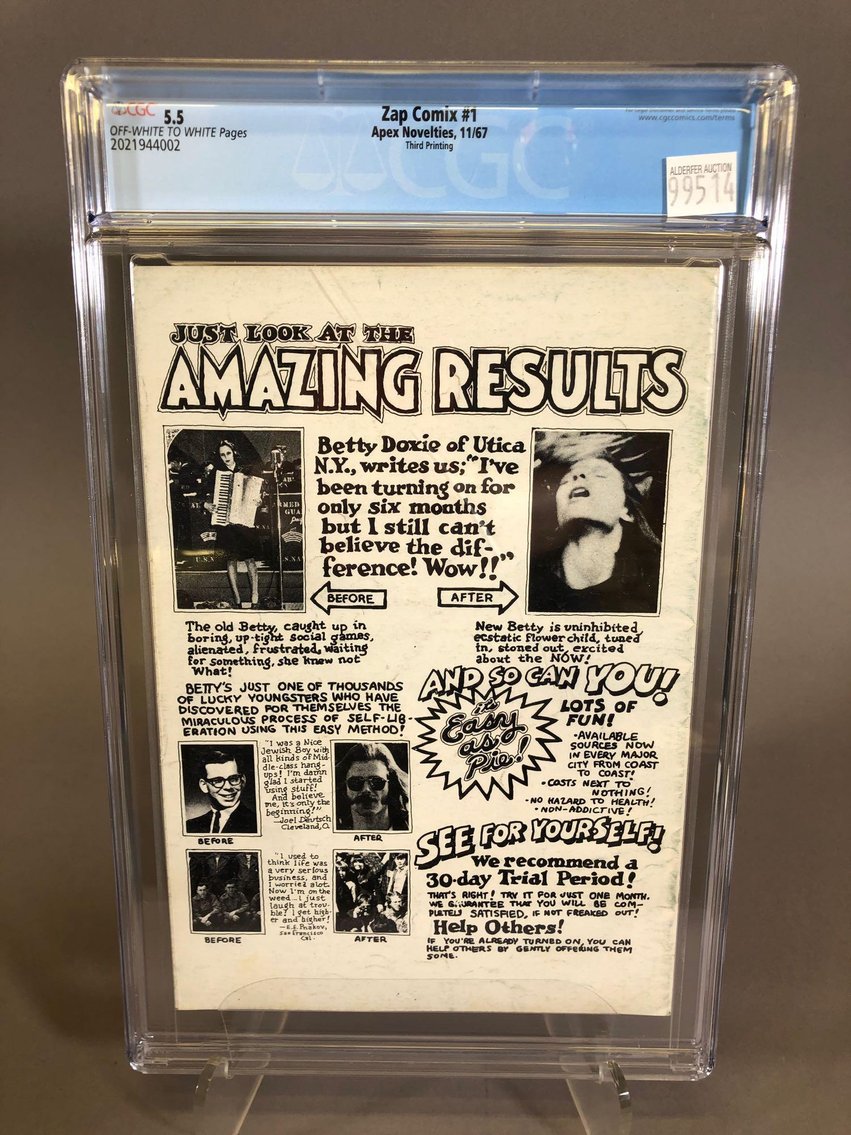 CGC 5.5
OFF-WHITE TO WHITE Pages
2021944002
Zap Comix #1
Apex Novelties, 11/67
Third Printing
www.cgccomics.com/terms
ALDERFER AUCTION
99514
CGC
JUST LOOK AT THE
AMAZING RESULTS
Betty Doxie of Utica
N.Y., writes us; "I've
been turning on for
only six months
but I still can't
believe the dif-
ference! Wow!!"
BEFORE
AFTER
The old Betty, caught up in
boring, up-tight social games,
alienated, frustrated, waiting
for something, she knew not
What!
New Betty is uninhibited,
ecstatic flower child, tuned
in, stoned out, excited
about the NOW!
BETTY'S JUST ONE OF THOUSANDS
OF LUCKY YOUNGSTERS WHO HAVE
DISCOVERED FOR THEMSELVES THE
MIRACULOUS PROCESS OF SELF-LIB-
ERATION USING THIS EASY METHOD!
"I was a Nice
Jewish Boy with
all kinds of Mid-
dle-class hang-
ups! I'm damn
glad I started
using stuff!
And believe
me, it's only the
beginning!"
—Joel Deutsch
Cleveland, O.
BEFORE
AFTER
"I used to
think life was
a very serious
business, and
I worried alot.
Now I'm on the
weed... I just
laugh at trou-
ble! I get high-
er and higher!
—E.E. Pnakov,
San Francisco
Cal.
BEFORE
AFTER
AND SO CAN YOU!
it's
Easy
as
Pie!
LOTS OF
FUN!
•AVAILABLE
SOURCES NOW
IN EVERY MAJOR
CITY FROM COAST
TO COAST!
•COSTS NEXT TO
NOTHING!
•NO HAZARD TO HEALTH!
•NON-ADDICTIVE!
SEE FOR YOURSELF!
We recommend a
30-day Trial Period!
THAT'S RIGHT! TRY IT FOR JUST ONE MONTH.
WE GUARANTEE THAT YOU WILL BE COM-
PLETELY SATISFIED, IF NOT FREAKED OUT!
Help Others!
IF YOU'RE ALREADY TURNED ON, YOU CAN
HELP OTHERS BY GENTLY OFFERING THEM
SOME.